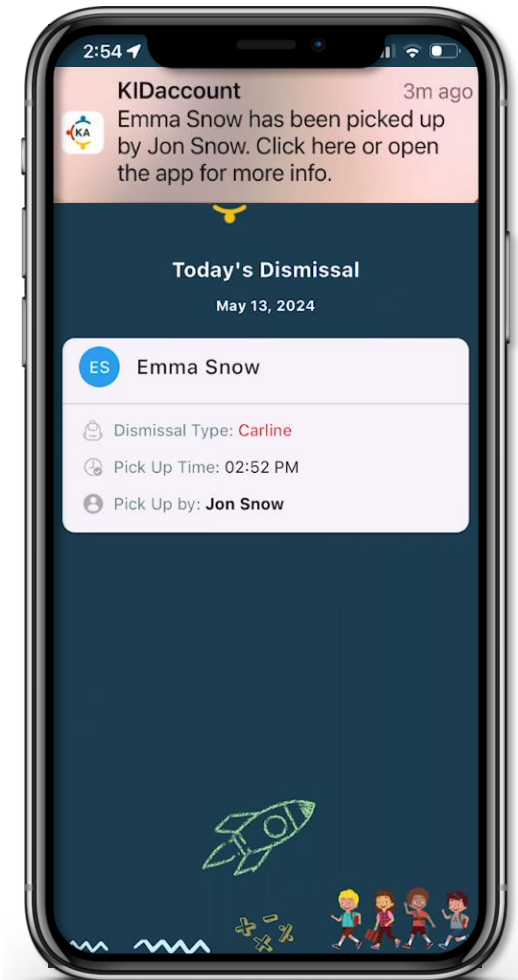 2:54
KIDaccount 3m ago
KA
Emma Snow has been picked up
by Jon Snow. Click here or open
the app for more info.
Today's Dismissal
May 13, 2024
ES Emma Snow
Dismissal Type: Carline
Pick Up Time: 02:52 PM
Pick Up by: Jon Snow